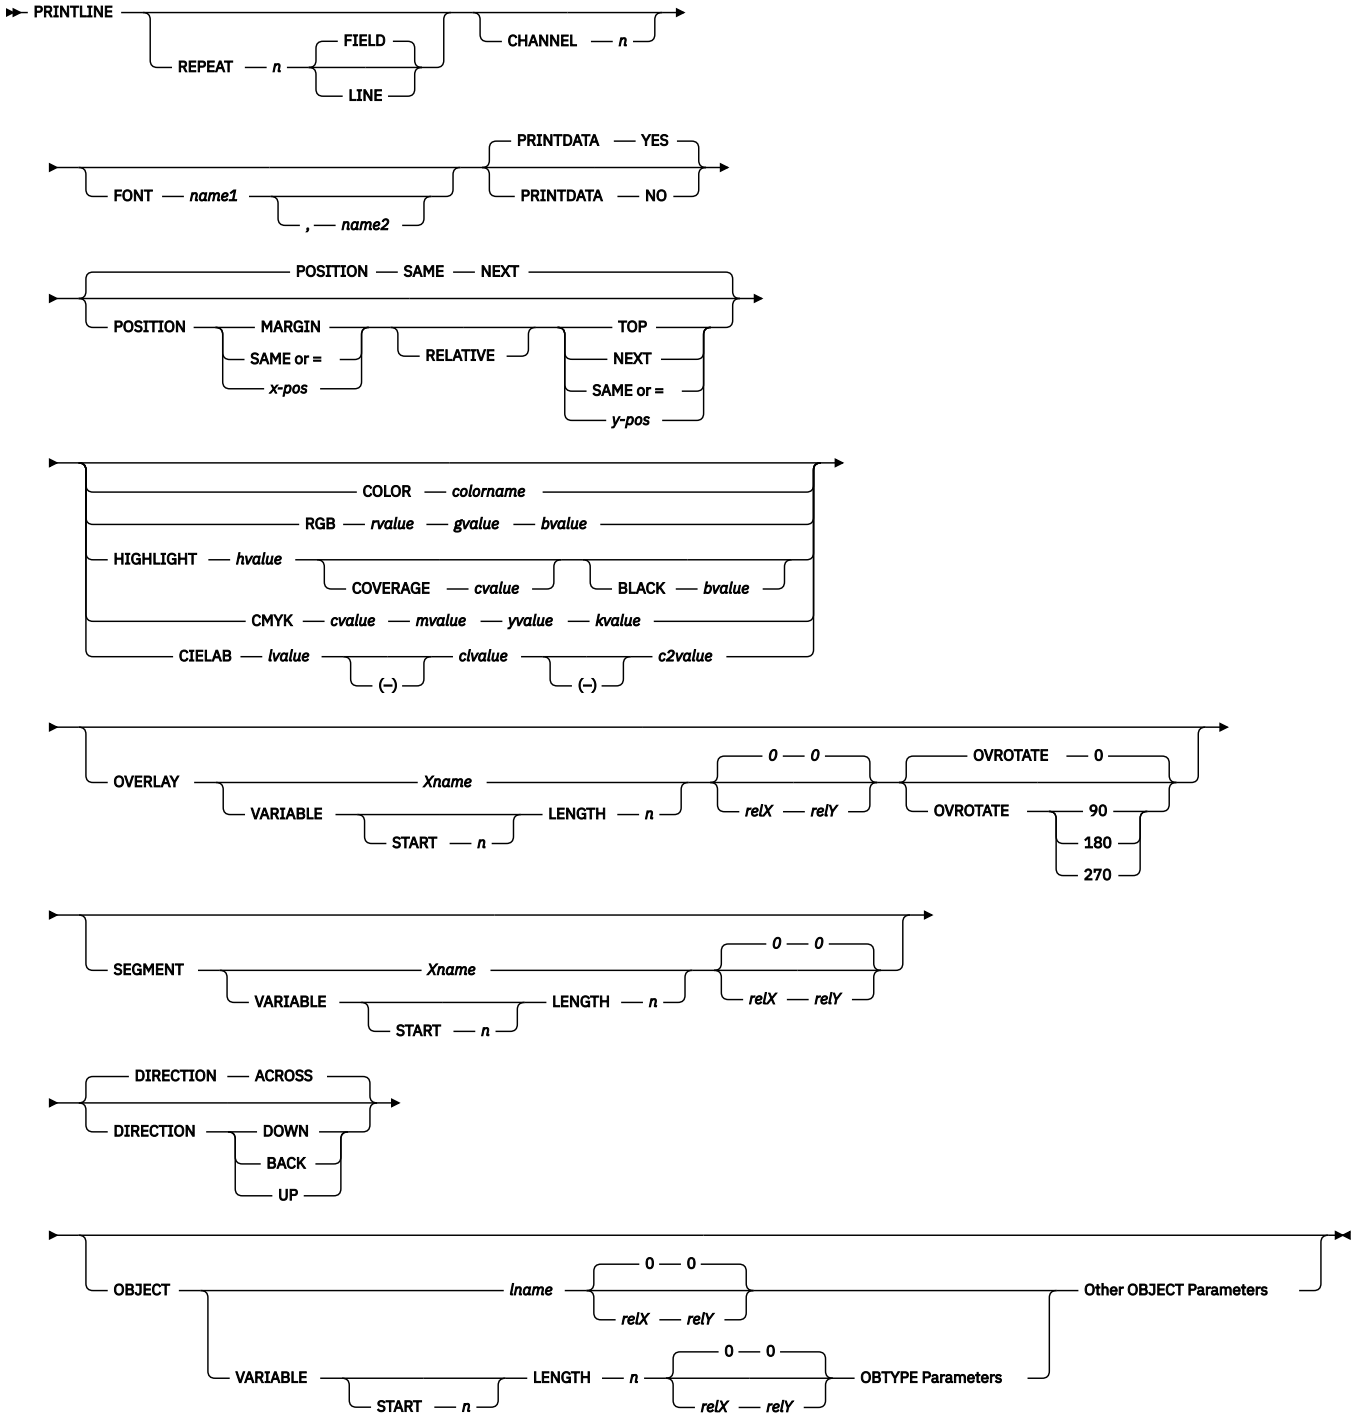 PRINTLINE
REPEAT n FIELD
LINE
CHANNEL n
FONT name1
, name2
PRINTDATA YES
PRINTDATA NO
POSITION SAME NEXT
POSITION MARGIN
SAME or =
x-pos
RELATIVE
TOP
NEXT
SAME or =
y-pos
COLOR colorname
RGB rvalue gvalue bvalue
HIGHLIGHT hvalue
COVERAGE cvalue
BLACK bvalue
CMYK cvalue mvalue yvalue kvalue
CIELAB lvalue (–) clvalue (–) c2value
OVERLAY Xname
VARIABLE START n LENGTH n
0 0
relX relY
OVROTATE 0
OVROTATE 90
180
270
SEGMENT Xname
VARIABLE START n LENGTH n
0 0
relX relY
DIRECTION ACROSS
DIRECTION DOWN
BACK
UP
OBJECT lname
0 0
relX relY
Other OBJECT Parameters
VARIABLE START n LENGTH n
0 0
relX relY
OBTYPE Parameters